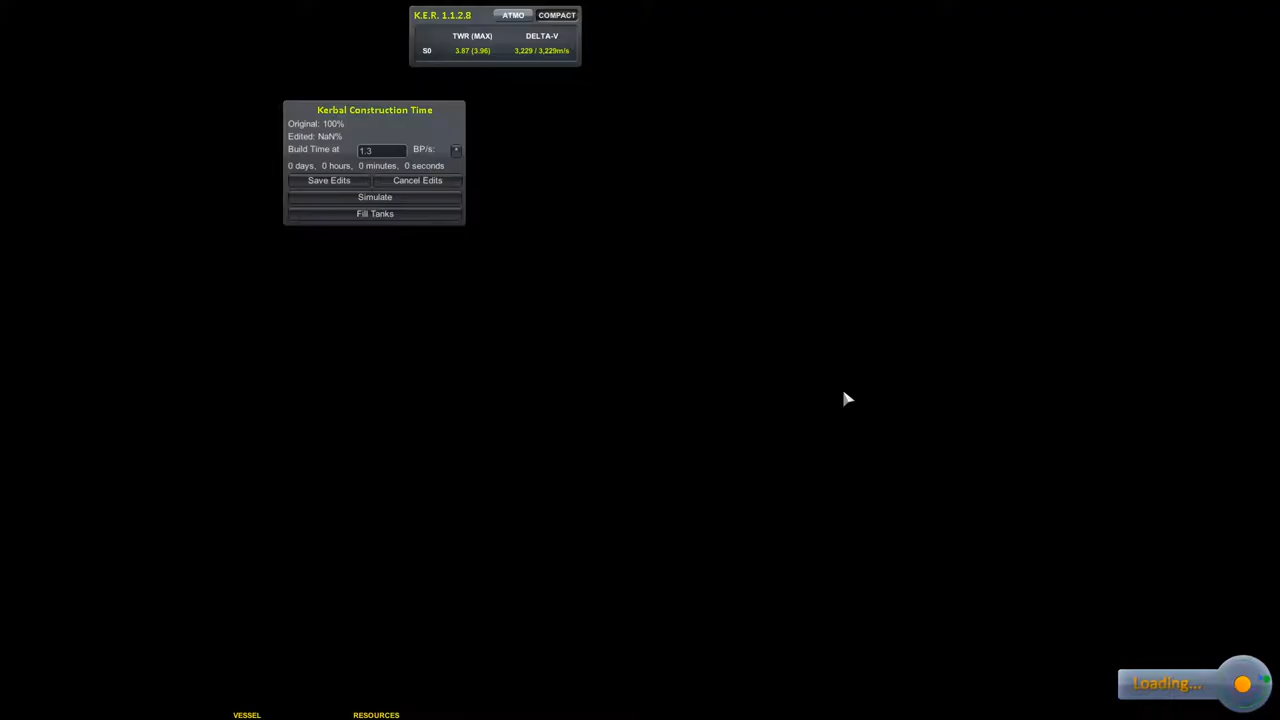 K.E.R. 1.1.2.8 ATMO COMPACT
TWR (MAX) DELTA-V
S0 3.87 (3.96) 3,229 / 3,229m/s
Kerbal Construction Time
Original: 100%
Edited: NaN%
Build Time at 1.3 BP/s: *
0 days, 0 hours, 0 minutes, 0 seconds
Save Edits Cancel Edits
Simulate
Fill Tanks
Loading...
VESSEL RESOURCES